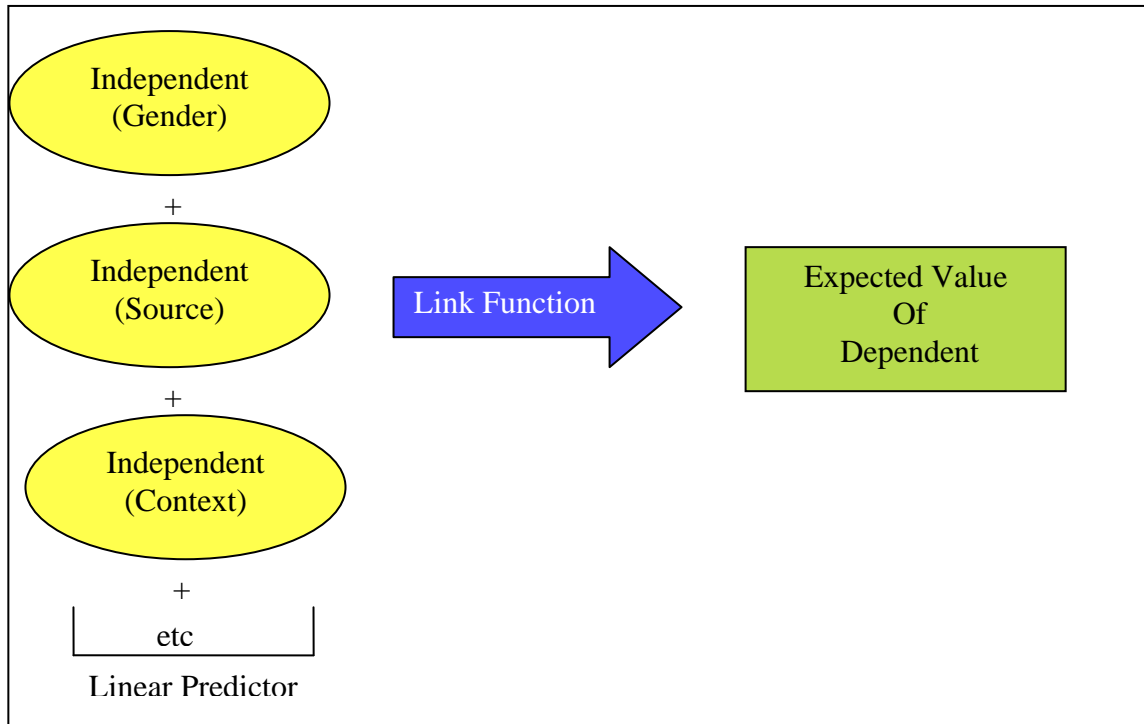 Independent
(Gender)
+
Independent
(Source)
+
Independent
(Context)
+
etc
Linear Predictor
Link Function
Expected Value
Of
Dependent